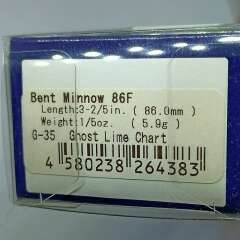 Bent Minnow 86F
Length:3-2/5in. ( 86.0mm )
Weight:1/5oz. ( 5.9g )
G-35 Ghost Lime Chart
4 580238 264383